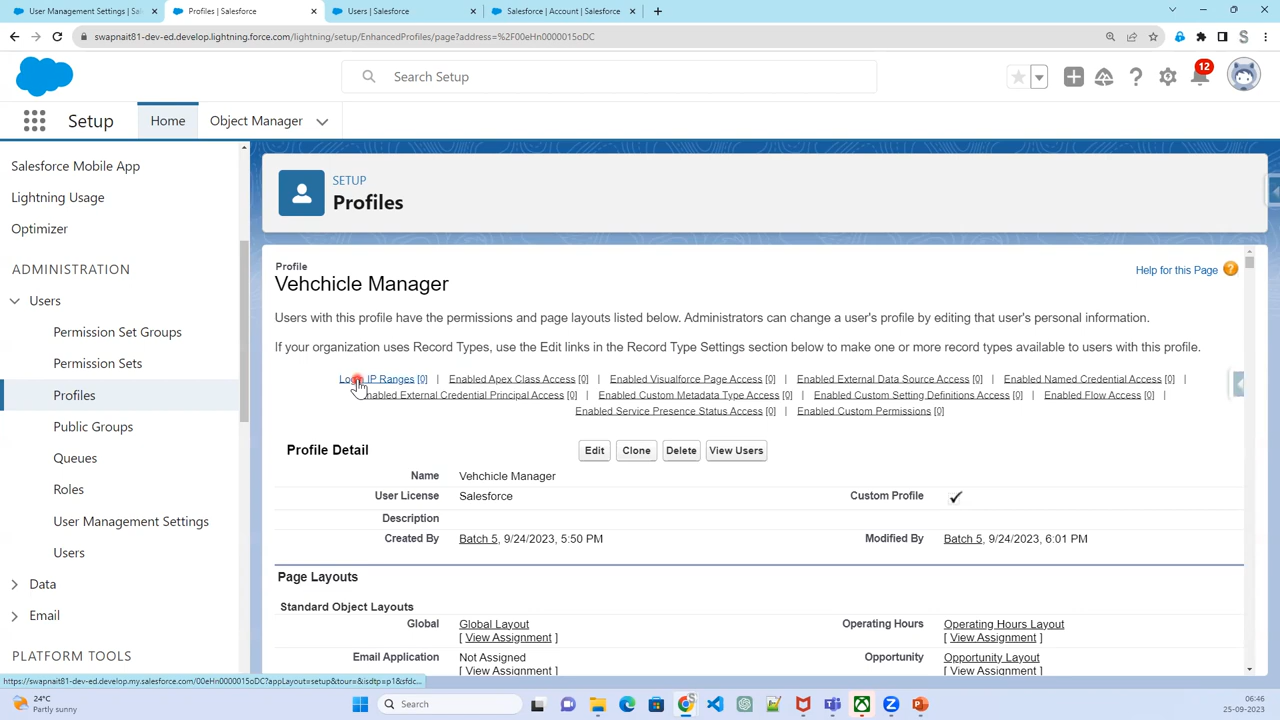 User Management Settings | Sal
Profiles | Salesforce
Users | Salesforce
Salesforce | Account | Salesforce
swapnait81-dev-ed.develop.lightning.force.com/lightning/setup/EnhancedProfiles/page?address=%2F00eHn0000015oDC
Search Setup
12
Setup
Home
Object Manager
Salesforce Mobile App
Lightning Usage
Optimizer
ADMINISTRATION
Users
Permission Set Groups
Permission Sets
Profiles
Public Groups
Queues
Roles
User Management Settings
Users
Data
Email
PLATFORM TOOLS
SETUP
Profiles
Profile
Vehchicle Manager
Help for this Page
Users with this profile have the permissions and page layouts listed below. Administrators can change a user's profile by editing that user's personal information.
If your organization uses Record Types, use the Edit links in the Record Type Settings section below to make one or more record types available to users with this profile.
Login IP Ranges [0] | Enabled Apex Class Access [0] | Enabled Visualforce Page Access [0] | Enabled External Data Source Access [0] | Enabled Named Credential Access [0] |
Enabled External Credential Principal Access [0] | Enabled Custom Metadata Type Access [0] | Enabled Custom Setting Definitions Access [0] | Enabled Flow Access [0] |
Enabled Service Presence Status Access [0] | Enabled Custom Permissions [0]
Profile Detail
Edit Clone Delete View Users
Name Vehchicle Manager
User License Salesforce Custom Profile
Description
Created By Batch 5, 9/24/2023, 5:50 PM Modified By Batch 5, 9/24/2023, 6:01 PM
Page Layouts
Standard Object Layouts
Global Global Layout Operating Hours Operating Hours Layout
[ View Assignment ] [ View Assignment ]
Email Application Not Assigned Opportunity Opportunity Layout
[ View Assignment ] [ View Assignment ]
https://swapnait81-dev-ed.develop.my.salesforce.com/00eHn0000015oDC?appLayout=setup&tour=&isdtp=p1&sfdc...
24°C
Partly sunny
Search
06:46
25-09-2023